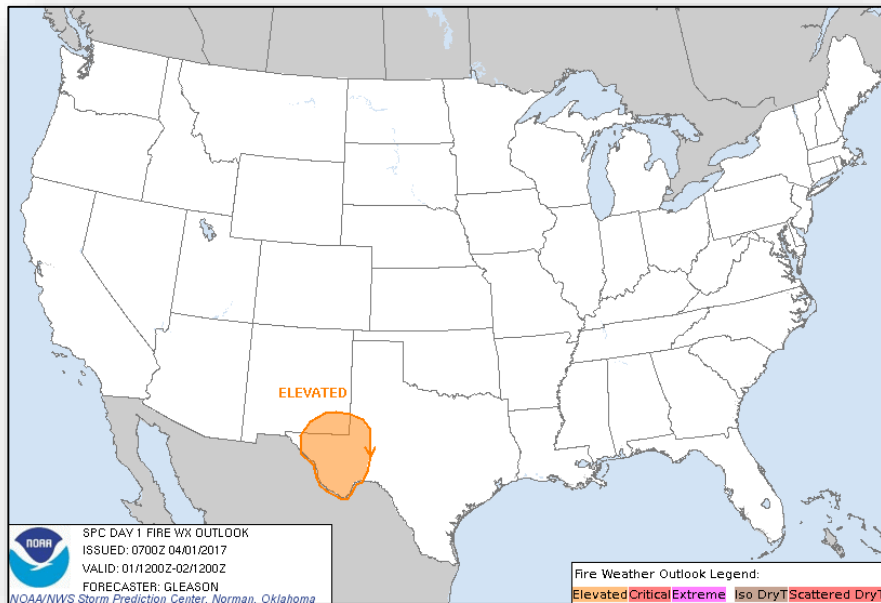 ELEVATED
NOAA
SPC DAY 1 FIRE WX OUTLOOK
ISSUED: 0700Z 04/01/2017
VALID: 01/1200Z-02/1200Z
FORECASTER: GLEASON
NOAA/NWS Storm Prediction Center, Norman, Oklahoma
Fire Weather Outlook Legend:
Elevated Critical Extreme Iso DryT Scattered DryT